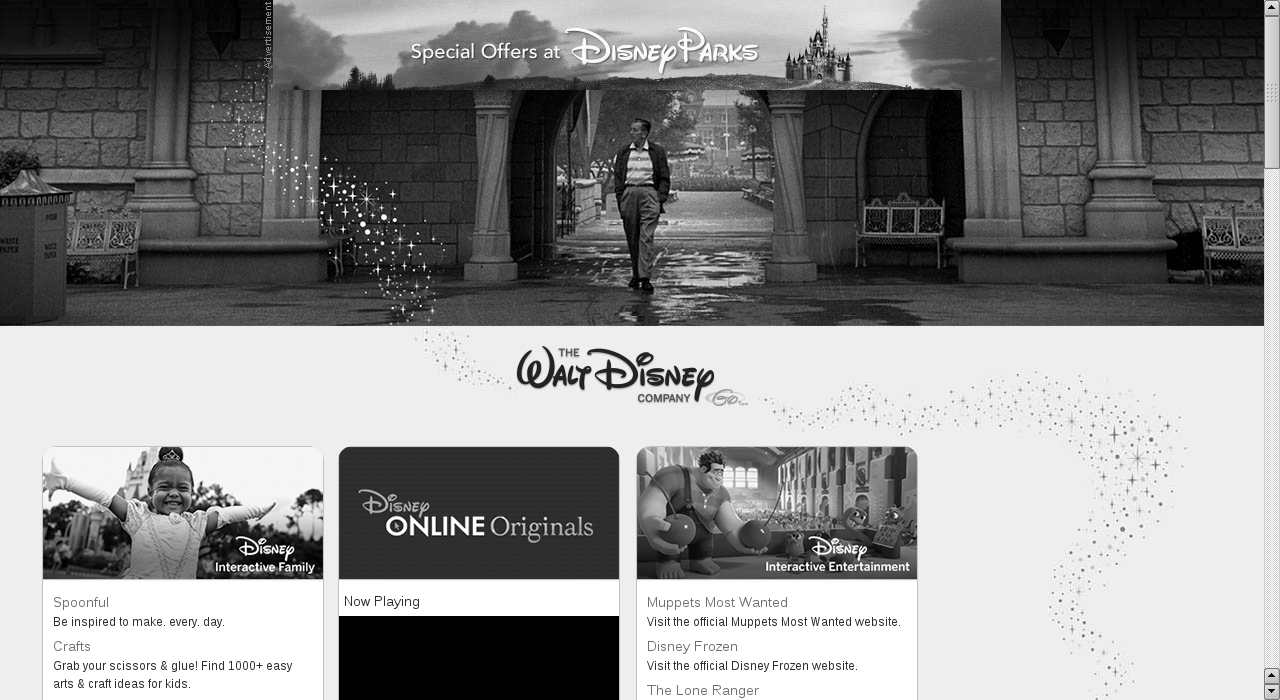 Advertisement
Special Offers at Disney Parks
PUSH
WASTE
PAPER
WASTE
PAPER
THE
WALT DISNEY
COMPANY Go.com
Disney
Interactive Family
Disney
ONLINE Originals
Disney
Interactive Entertainment
Spoonful
Be inspired to make. every. day.
Crafts
Grab your scissors & glue! Find 1000+ easy
arts & craft ideas for kids.
Now Playing
Muppets Most Wanted
Visit the official Muppets Most Wanted website.
Disney Frozen
Visit the official Disney Frozen website.
The Lone Ranger